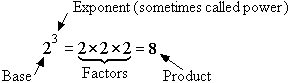 Exponent (sometimes called power)
2³ = 2×2×2 = 8
Base Factors Product